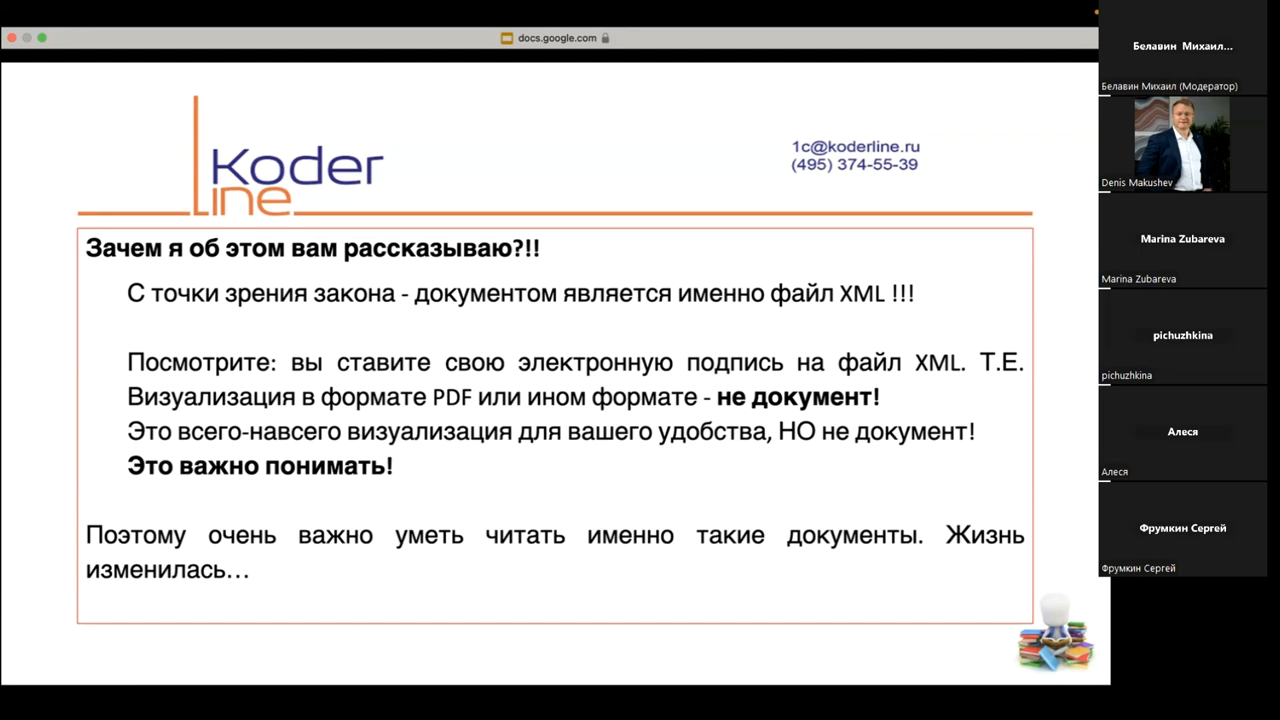 docs.google.com
Koder
line
1c@koderline.ru
(495) 374-55-39
Зачем я об этом вам рассказываю?!!
С точки зрения закона - документом является именно файл XML !!!
Посмотрите: вы ставите свою электронную подпись на файл XML. Т.Е.
Визуализация в формате PDF или ином формате - не документ!
Это всего-навсего визуализация для вашего удобства, НО не документ!
Это важно понимать!
Поэтому очень важно уметь читать именно такие документы. Жизнь
изменилась...
Белавин Михаил...
Белавин Михаил (Модератор)
Denis Makushev
Marina Zubareva
Marina Zubareva
pichuzhkina
pichuzhkina
Алеся
Алеся
Фрумкин Сергей
Фрумкин Сергей